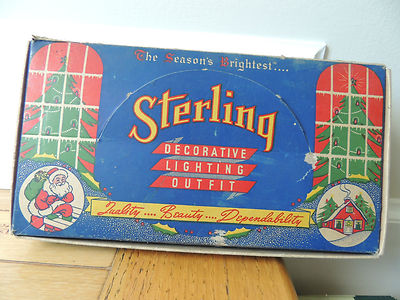 The Season's Brightest....
Sterling
DECORATIVE
LIGHTING
OUTFIT
Quality .... Beauty .... Dependability